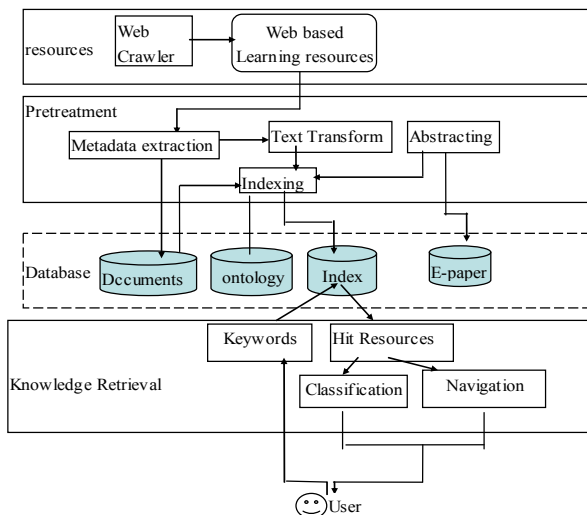 Web
Crawler
Web based
Learning resources
resources
Pretreatment
Metadata extraction
Text Transform
Abstracting
Indexing
Database
Dccuments
ontology
Index
E-paper
Keywords
Hit Resources
Knowledge Retrieval
Classification
Navigation
User